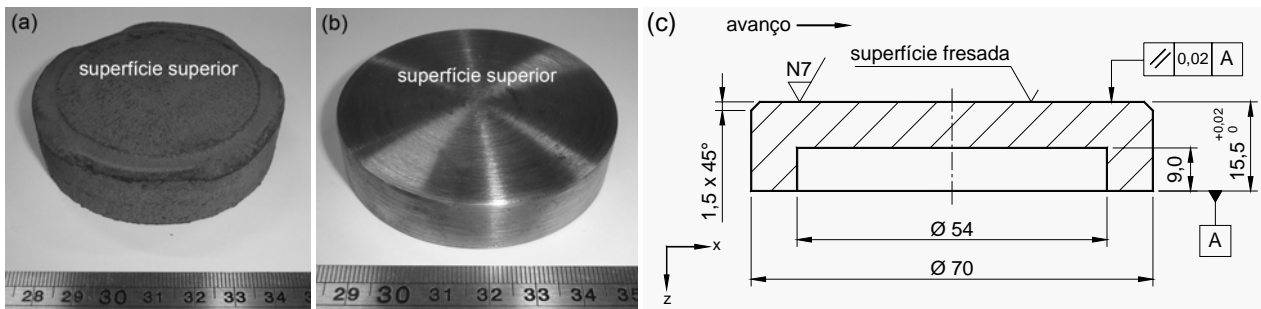 (a)
superfície superior
28 29 30 31 32 33 34 3
(b)
superfície superior
29 30 31 32 33 34 35
(c)
avanço
N7
superfície fresada
// 0,02 A
1,5 x 45°
9,0
15,5 +0,02 0
A
Ø 54
Ø 70
x
z